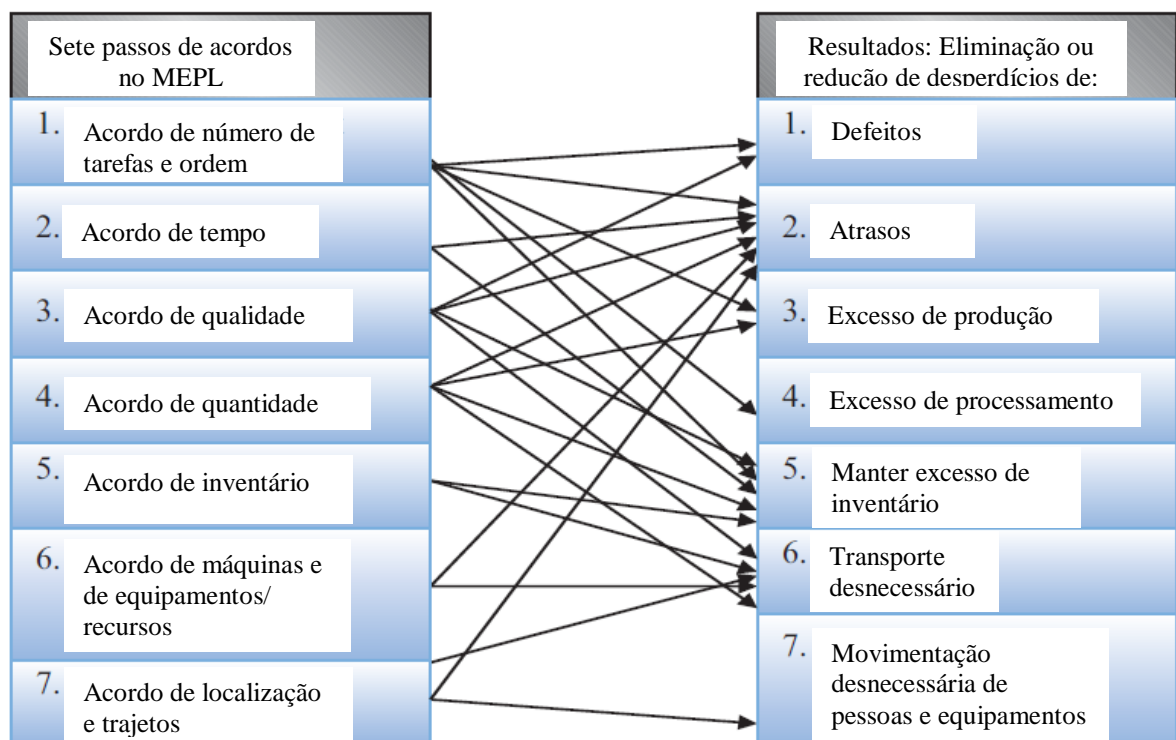 Sete passos de acordos
no MEPL
1. Acordo de número de
tarefas e ordem
2. Acordo de tempo
3. Acordo de qualidade
4. Acordo de quantidade
5. Acordo de inventário
6. Acordo de máquinas e
de equipamentos/
recursos
7. Acordo de localização
e trajetos
Resultados: Eliminação ou
redução de desperdícios de:
1. Defeitos
2. Atrasos
3. Excesso de produção
4. Excesso de processamento
5. Manter excesso de
inventário
6. Transporte
desnecessário
7. Movimentação
desnecessária de
pessoas e equipamentos